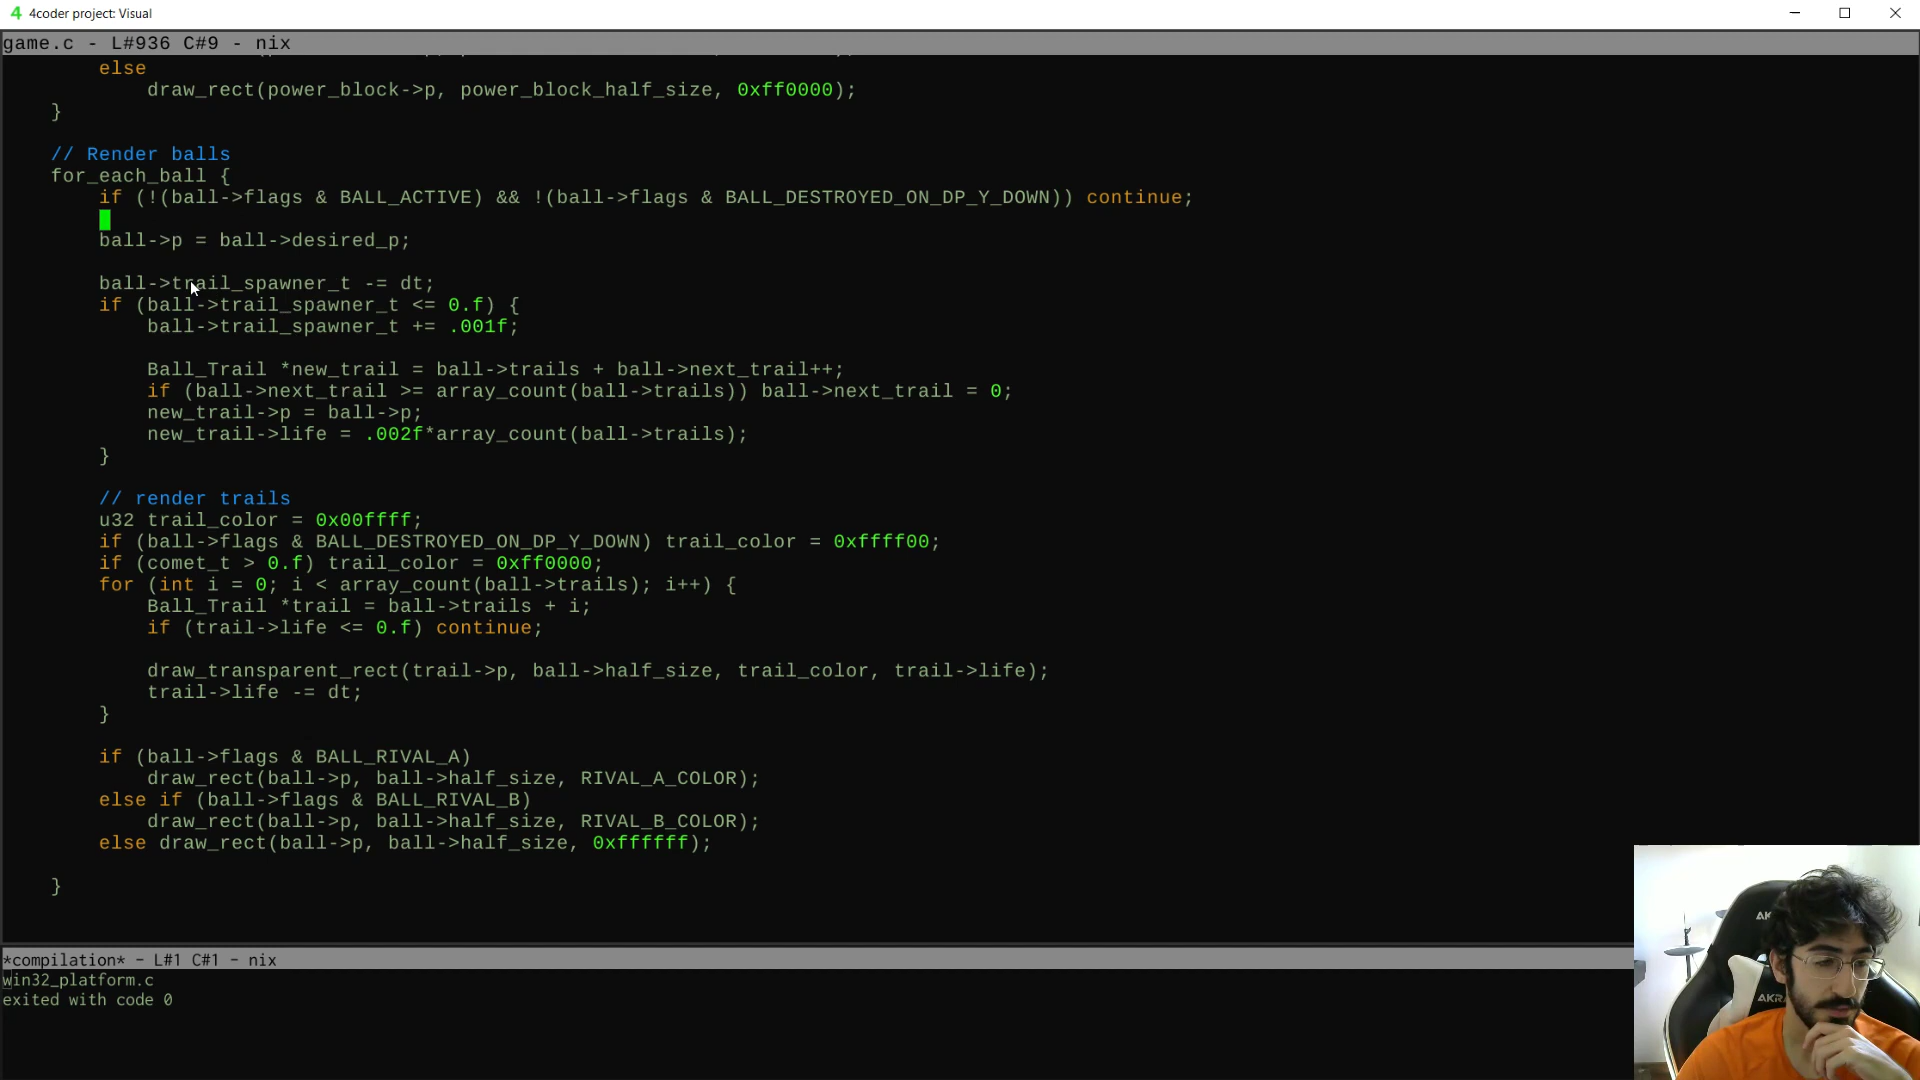 4coder project: Visual
game.c - L#936 C#9 - nix
else
draw_rect(power_block->p, power_block_half_size, 0xff0000);
}
// Render balls
for_each_ball {
if (!(ball->flags & BALL_ACTIVE) && !(ball->flags & BALL_DESTROYED_ON_DP_Y_DOWN)) continue;
ball->p = ball->desired_p;
ball->trail_spawner_t -= dt;
if (ball->trail_spawner_t <= 0.f) {
ball->trail_spawner_t += .001f;
Ball_Trail *new_trail = ball->trails + ball->next_trail++;
if (ball->next_trail >= array_count(ball->trails)) ball->next_trail = 0;
new_trail->p = ball->p;
new_trail->life = .002f*array_count(ball->trails);
}
// render trails
u32 trail_color = 0x00ffff;
if (ball->flags & BALL_DESTROYED_ON_DP_Y_DOWN) trail_color = 0xffff00;
if (comet_t > 0.f) trail_color = 0xff0000;
for (int i = 0; i < array_count(ball->trails); i++) {
Ball_Trail *trail = ball->trails + i;
if (trail->life <= 0.f) continue;
draw_transparent_rect(trail->p, ball->half_size, trail_color, trail->life);
trail->life -= dt;
}
if (ball->flags & BALL_RIVAL_A)
draw_rect(ball->p, ball->half_size, RIVAL_A_COLOR);
else if (ball->flags & BALL_RIVAL_B)
draw_rect(ball->p, ball->half_size, RIVAL_B_COLOR);
else draw_rect(ball->p, ball->half_size, 0xffffff);
}
*compilation* - L#1 C#1 - nix
win32_platform.c
exited with code 0